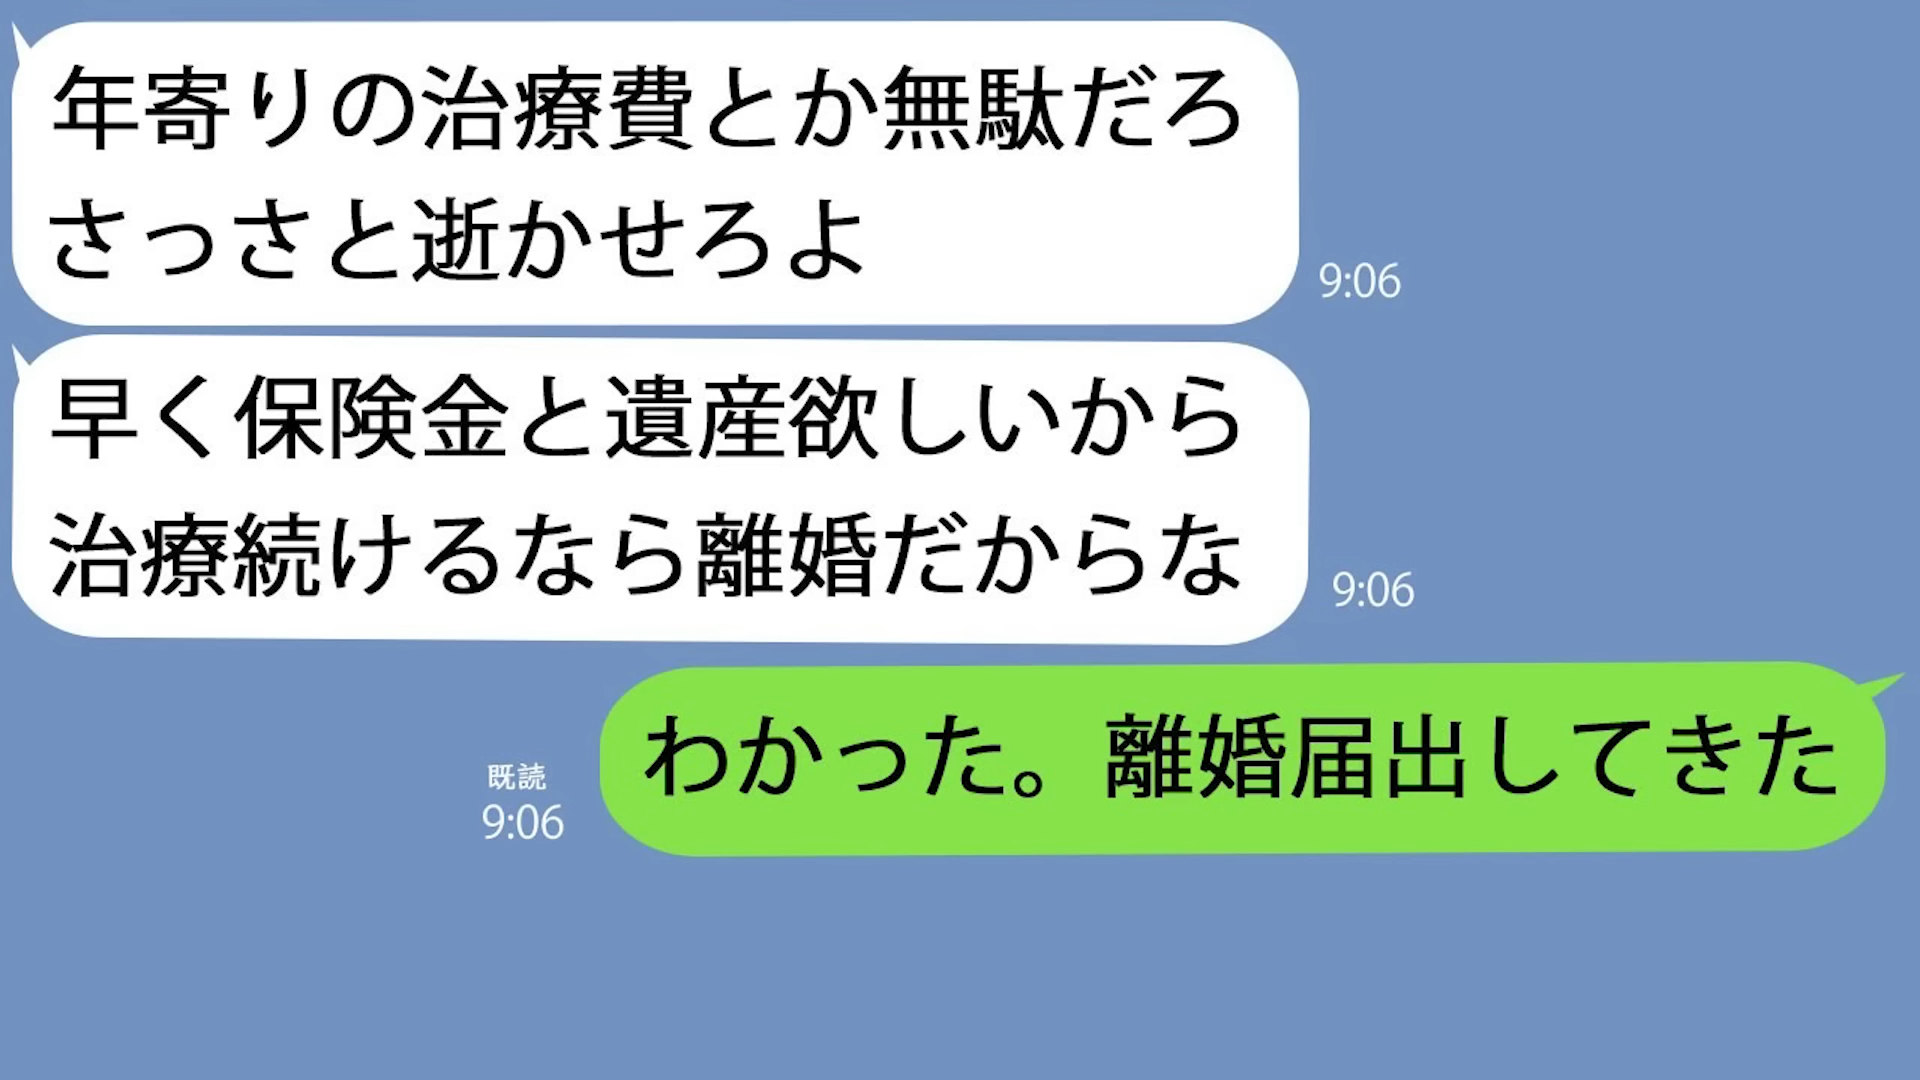 年寄りの治療費とか無駄だろ
さっさと逝かせろよ
9:06
早く保険金と遺産欲しいから
治療続けるなら離婚だからな
9:06
わかった。離婚届出してきた
既読
9:06